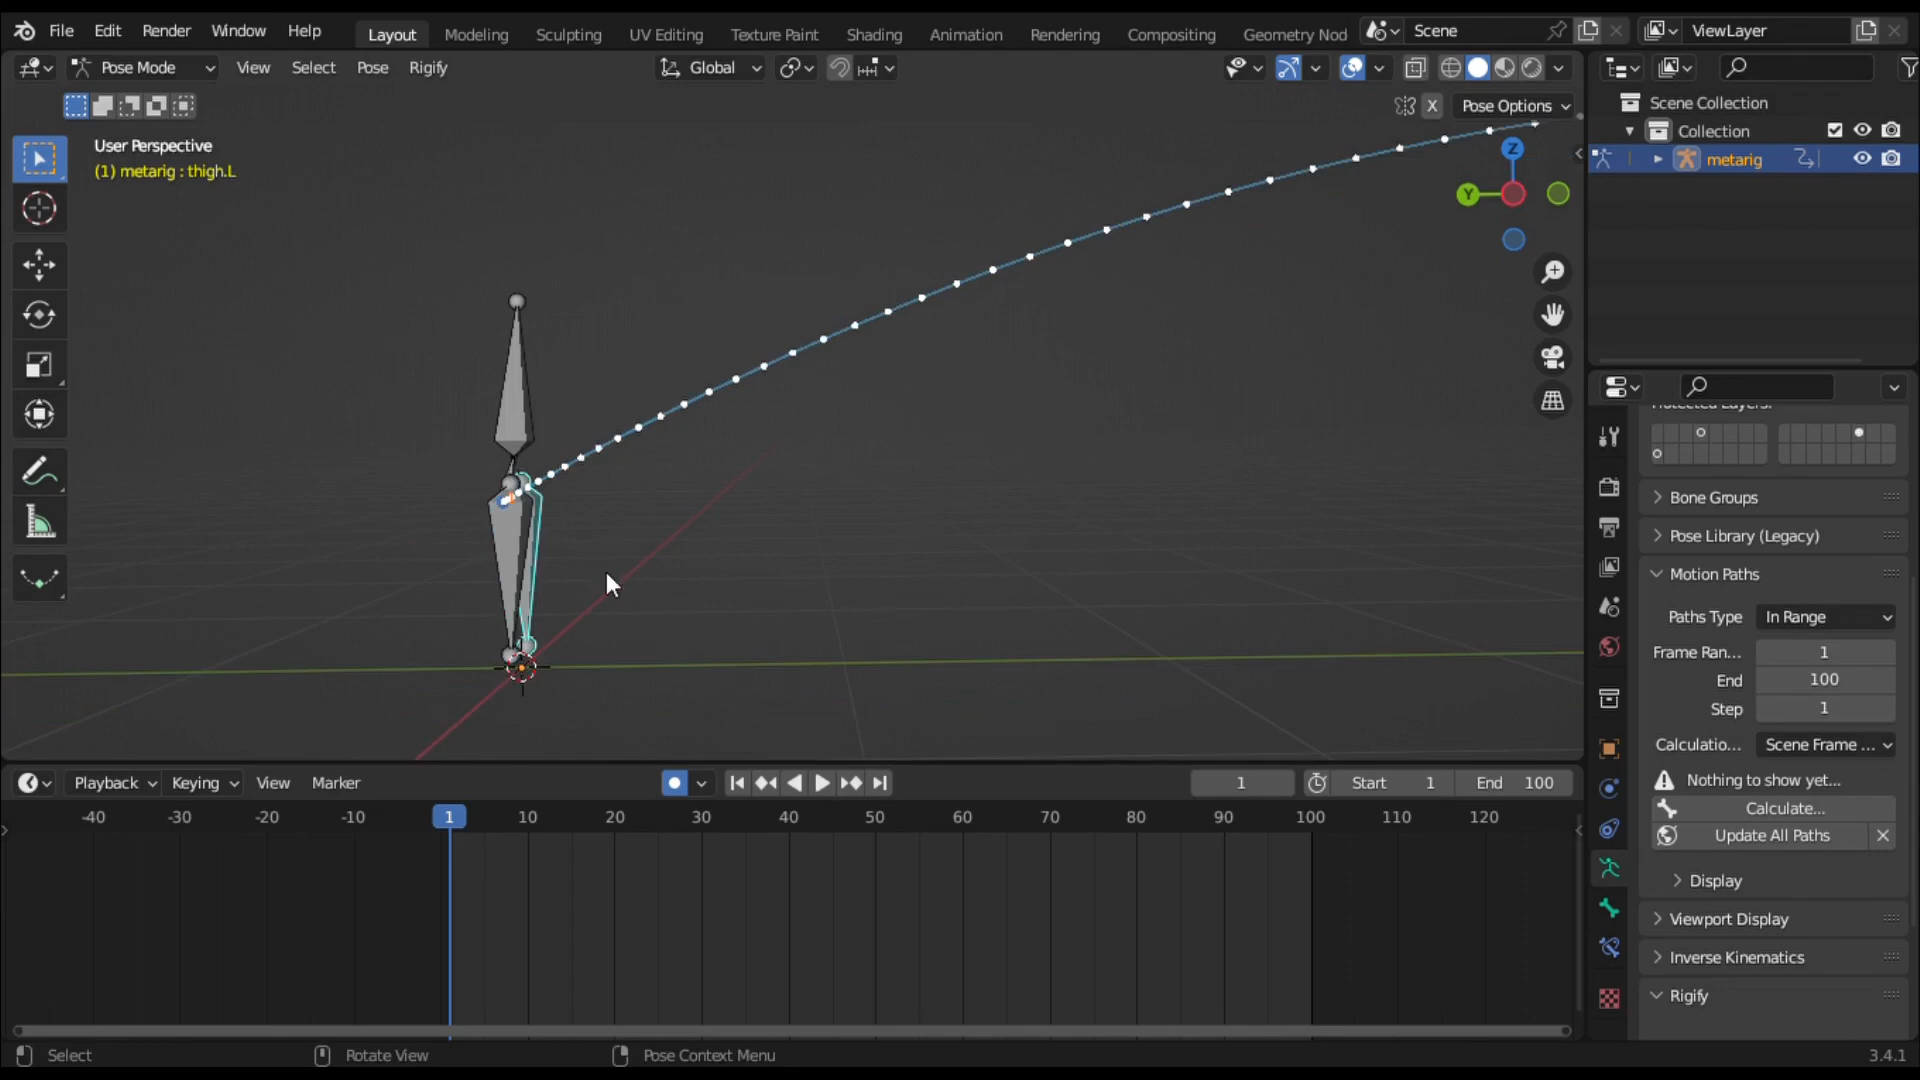 File Edit Render Window Help Layout Modeling Sculpting UV Editing Texture Paint Shading Animation Rendering Compositing Geometry Nod Scene ViewLayer
Pose Mode View Select Pose Rigify Global
X Pose Options
User Perspective
(1) metarig : thigh.L
Z
Y
Scene Collection
Collection
metarig
Bone Groups
Pose Library (Legacy)
Motion Paths
Paths Type In Range
Frame Ran... 1
End 100
Step 1
Calculatio... Scene Frame ...
Nothing to show yet...
Calculate...
Update All Paths
Display
Viewport Display
Inverse Kinematics
Rigify
Playback Keying View Marker 1 Start 1 End 100
-40 -30 -20 -10 1 10 20 30 40 50 60 70 80 90 100 110 120
Select Rotate View Pose Context Menu 3.4.1